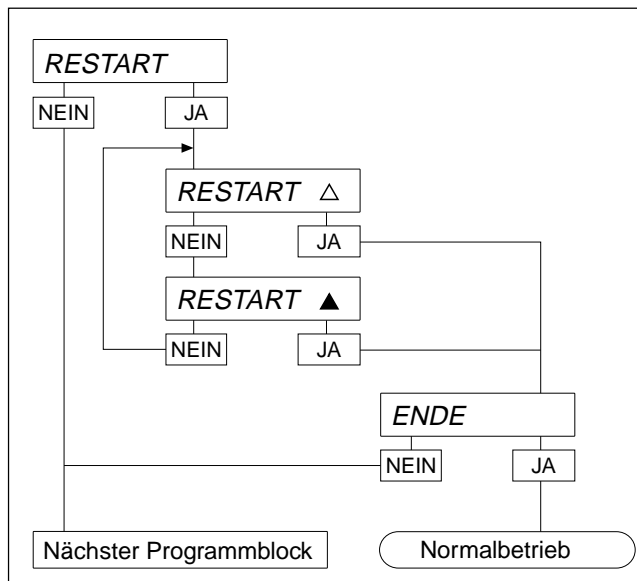 RESTART
NEIN JA
RESTART △
NEIN JA
RESTART ▲
NEIN JA
ENDE
NEIN JA
Nächster Programmblock Normalbetrieb